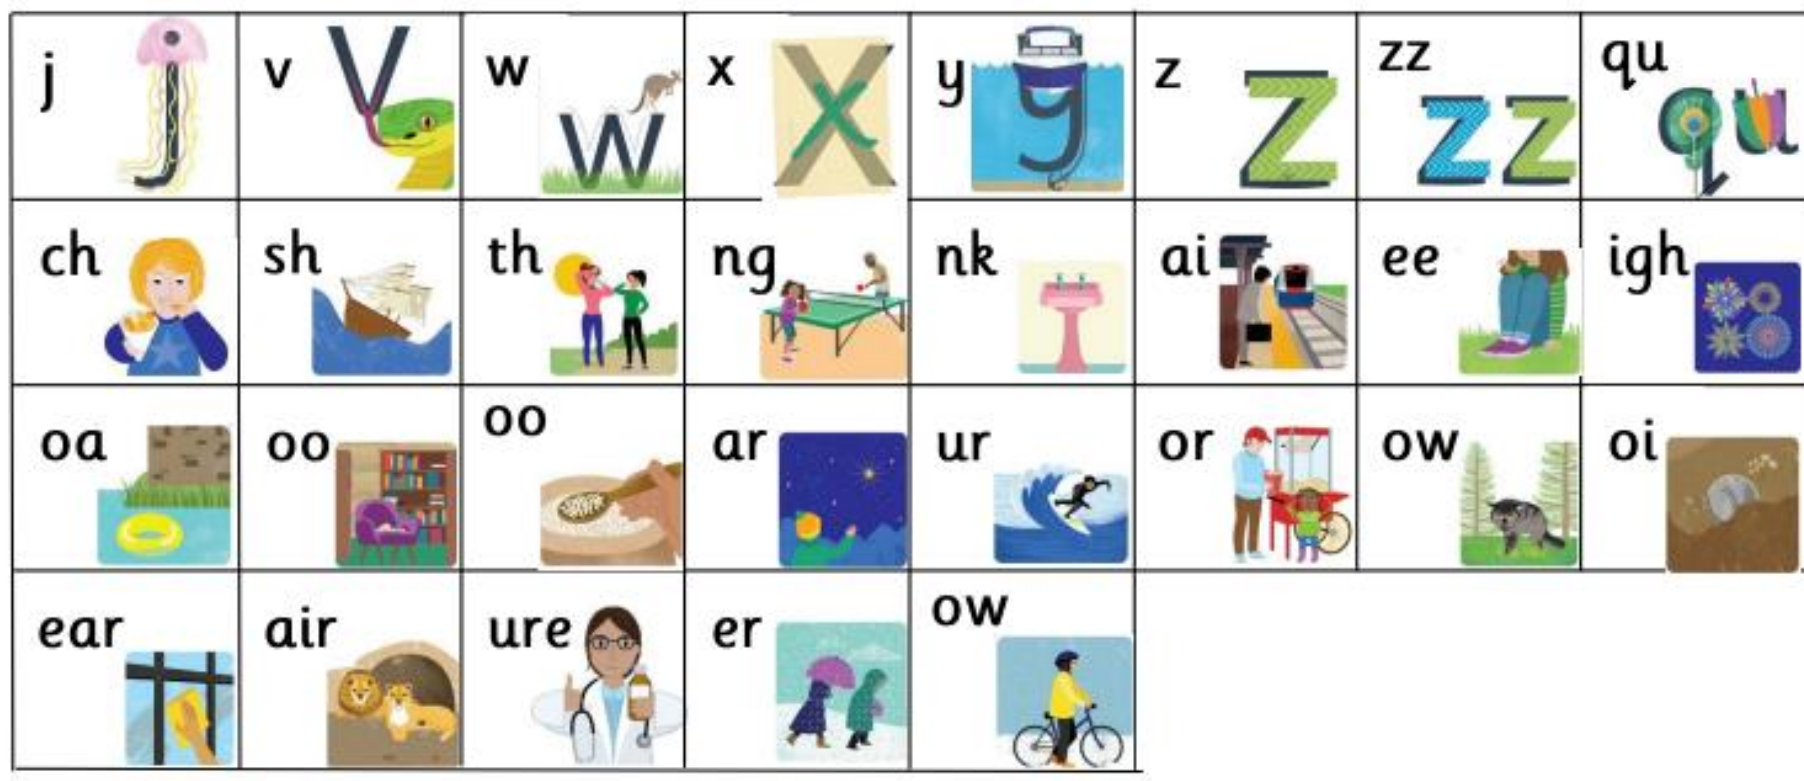 j v w x y z zz qu
ch sh th ng nk ai ee igh
oa oo oo ar ur or ow oi
ear air ure er ow